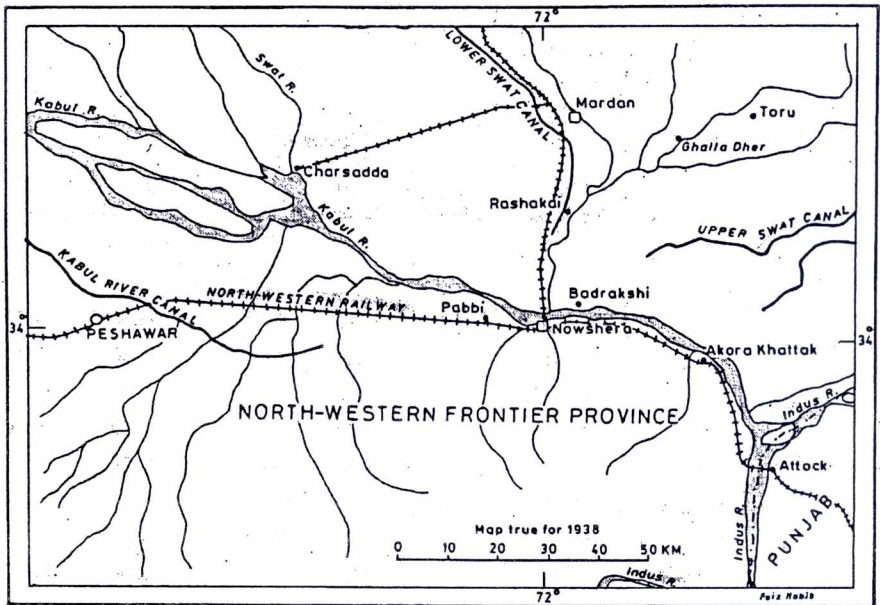 72°
Kabul R.
Swat R.
LOWER SWAT CANAL
Mardan
Toru
Ghalla Dher
Charsadda
Kabul R.
Rashakai
UPPER SWAT CANAL
KABUL RIVER CANAL
NORTH-WESTERN RAILWAY
Pabbi
Badrakshi
34°
PESHAWAR
Nowshera
34°
Akora Khattak
NORTH-WESTERN FRONTIER PROVINCE
Indus R.
Attock
Map true for 1938
0 10 20 30 40 50 KM.
Indus R.
PUNJAB
Indus R.
72°
Faiz Habib